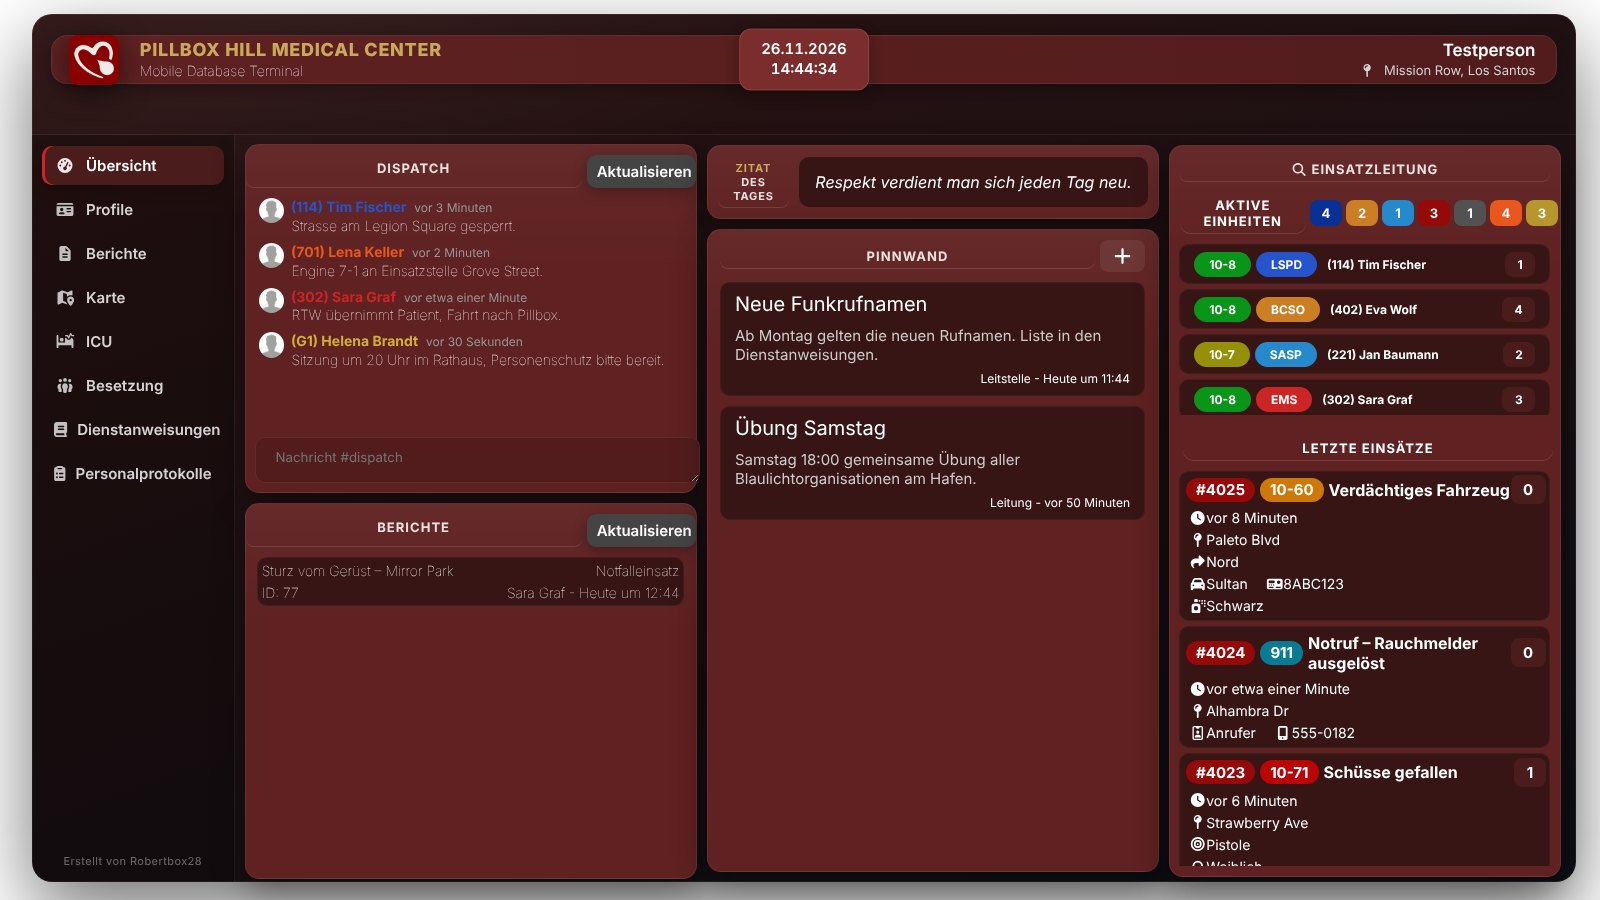 PILLBOX HILL MEDICAL CENTER
Mobile Database Terminal
26.11.2026
14:44:34
Testperson
Mission Row, Los Santos
Übersicht
Profile
Berichte
Karte
ICU
Besetzung
Dienstanweisungen
Personalprotokolle
Erstellt von Robertbox28
DISPATCH
Aktualisieren
(114) Tim Fischer vor 3 Minuten
Strasse am Legion Square gesperrt.
(701) Lena Keller vor 2 Minuten
Engine 7-1 an Einsatzstelle Grove Street.
(302) Sara Graf vor etwa einer Minute
RTW übernimmt Patient, Fahrt nach Pillbox.
(G1) Helena Brandt vor 30 Sekunden
Sitzung um 20 Uhr im Rathaus, Personenschutz bitte bereit.
Nachricht #dispatch
BERICHTE
Aktualisieren
Sturz vom Gerüst – Mirror Park Notfalleinsatz
ID: 77 Sara Graf - Heute um 12:44
ZITAT
DES
TAGES
Respekt verdient man sich jeden Tag neu.
PINNWAND
Neue Funkrufnamen
Ab Montag gelten die neuen Rufnamen. Liste in den
Dienstanweisungen.
Leitstelle - Heute um 11:44
Übung Samstag
Samstag 18:00 gemeinsame Übung aller
Blaulichtorganisationen am Hafen.
Leitung - vor 50 Minuten
EINSATZLEITUNG
AKTIVE
EINHEITEN
4 2 1 3 1 4 3
10-8 LSPD (114) Tim Fischer 1
10-8 BCSO (402) Eva Wolf 4
10-7 SASP (221) Jan Baumann 2
10-8 EMS (302) Sara Graf 3
LETZTE EINSÄTZE
#4025 10-60 Verdächtiges Fahrzeug 0
vor 8 Minuten
Paleto Blvd
Nord
Sultan 8ABC123
Schwarz
#4024 911 Notruf – Rauchmelder
ausgelöst 0
vor etwa einer Minute
Alhambra Dr
Anrufer 555-0182
#4023 10-71 Schüsse gefallen 1
vor 6 Minuten
Strawberry Ave
Pistole
Weiblich